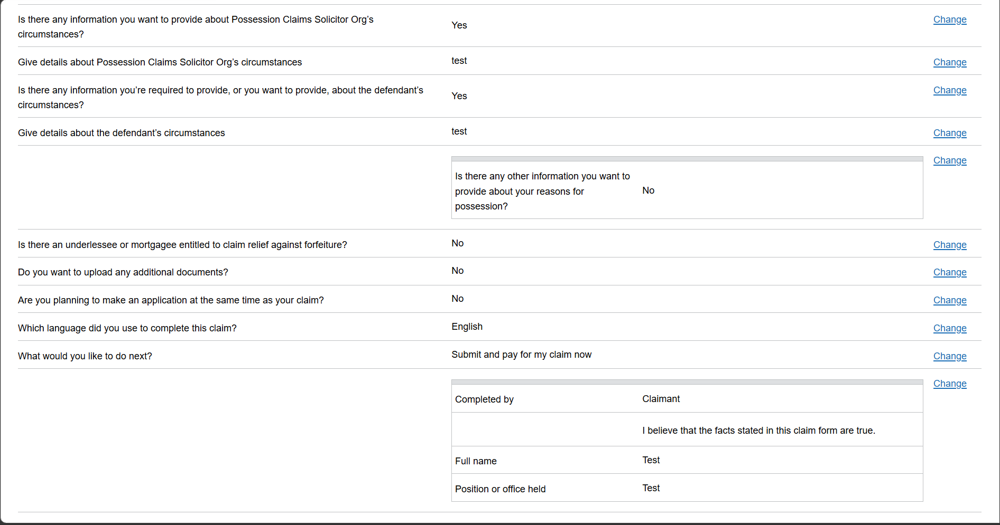 Is there any information you want to provide about Possession Claims Solicitor Org’s
circumstances?
Yes
Change
Give details about Possession Claims Solicitor Org’s circumstances
test
Change
Is there any information you’re required to provide, or you want to provide, about the defendant’s
circumstances?
Yes
Change
Give details about the defendant’s circumstances
test
Change
Is there any other information you want to
provide about your reasons for
possession?
No
Change
Is there an underlessee or mortgagee entitled to claim relief against forfeiture?
No
Change
Do you want to upload any additional documents?
No
Change
Are you planning to make an application at the same time as your claim?
No
Change
Which language did you use to complete this claim?
English
Change
What would you like to do next?
Submit and pay for my claim now
Change
Completed by
Claimant
Change
I believe that the facts stated in this claim form are true.
Full name
Test
Position or office held
Test